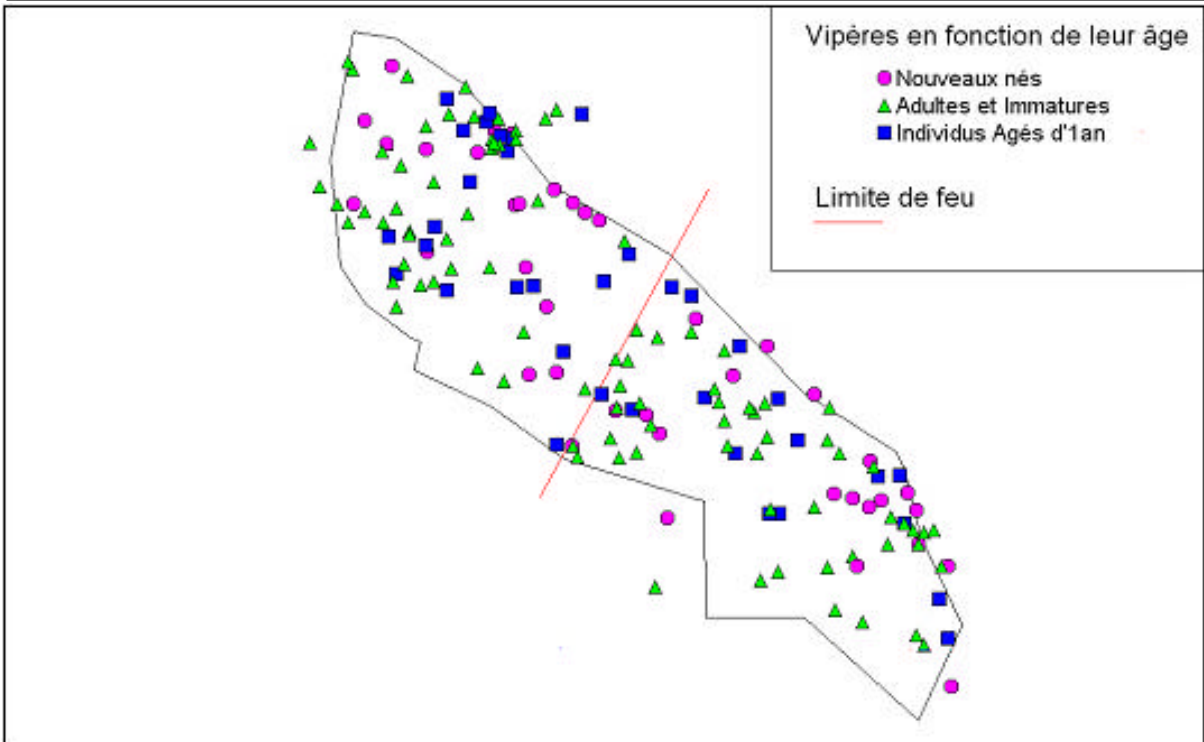 Vipères en fonction de leur âge
Nouveaux nés
Adultes et Immatures
Individus Agés d'1an
Limite de feu